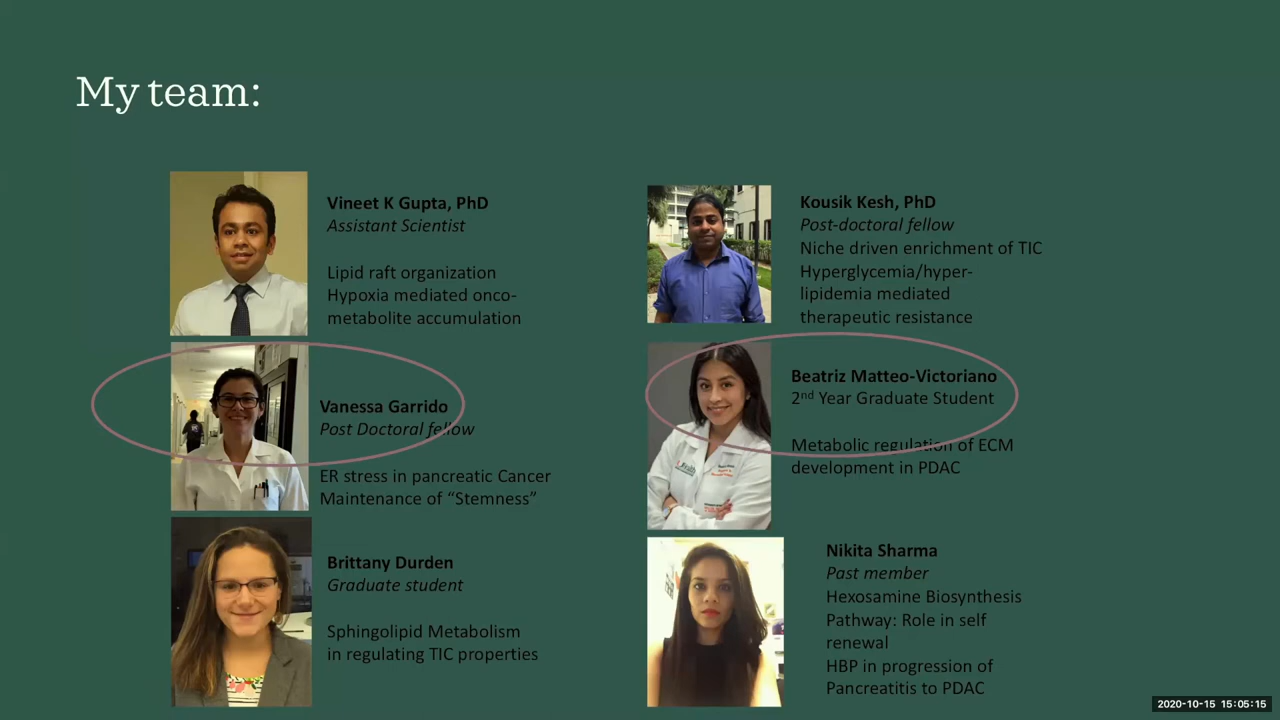 My team:
Vineet K Gupta, PhD
Assistant Scientist
Lipid raft organization
Hypoxia mediated onco-
metabolite accumulation
Kousik Kesh, PhD
Post-doctoral fellow
Niche driven enrichment of TIC
Hyperglycemia/hyper-
lipidemia mediated
therapeutic resistance
Vanessa Garrido
Post Doctoral fellow
ER stress in pancreatic Cancer
Maintenance of “Stemness”
Beatriz Matteo-Victoriano
2nd Year Graduate Student
Metabolic regulation of ECM
development in PDAC
Brittany Durden
Graduate student
Sphingolipid Metabolism
in regulating TIC properties
Nikita Sharma
Past member
Hexosamine Biosynthesis
Pathway: Role in self
renewal
HBP in progression of
Pancreatitis to PDAC
2020-10-15 15:05:15